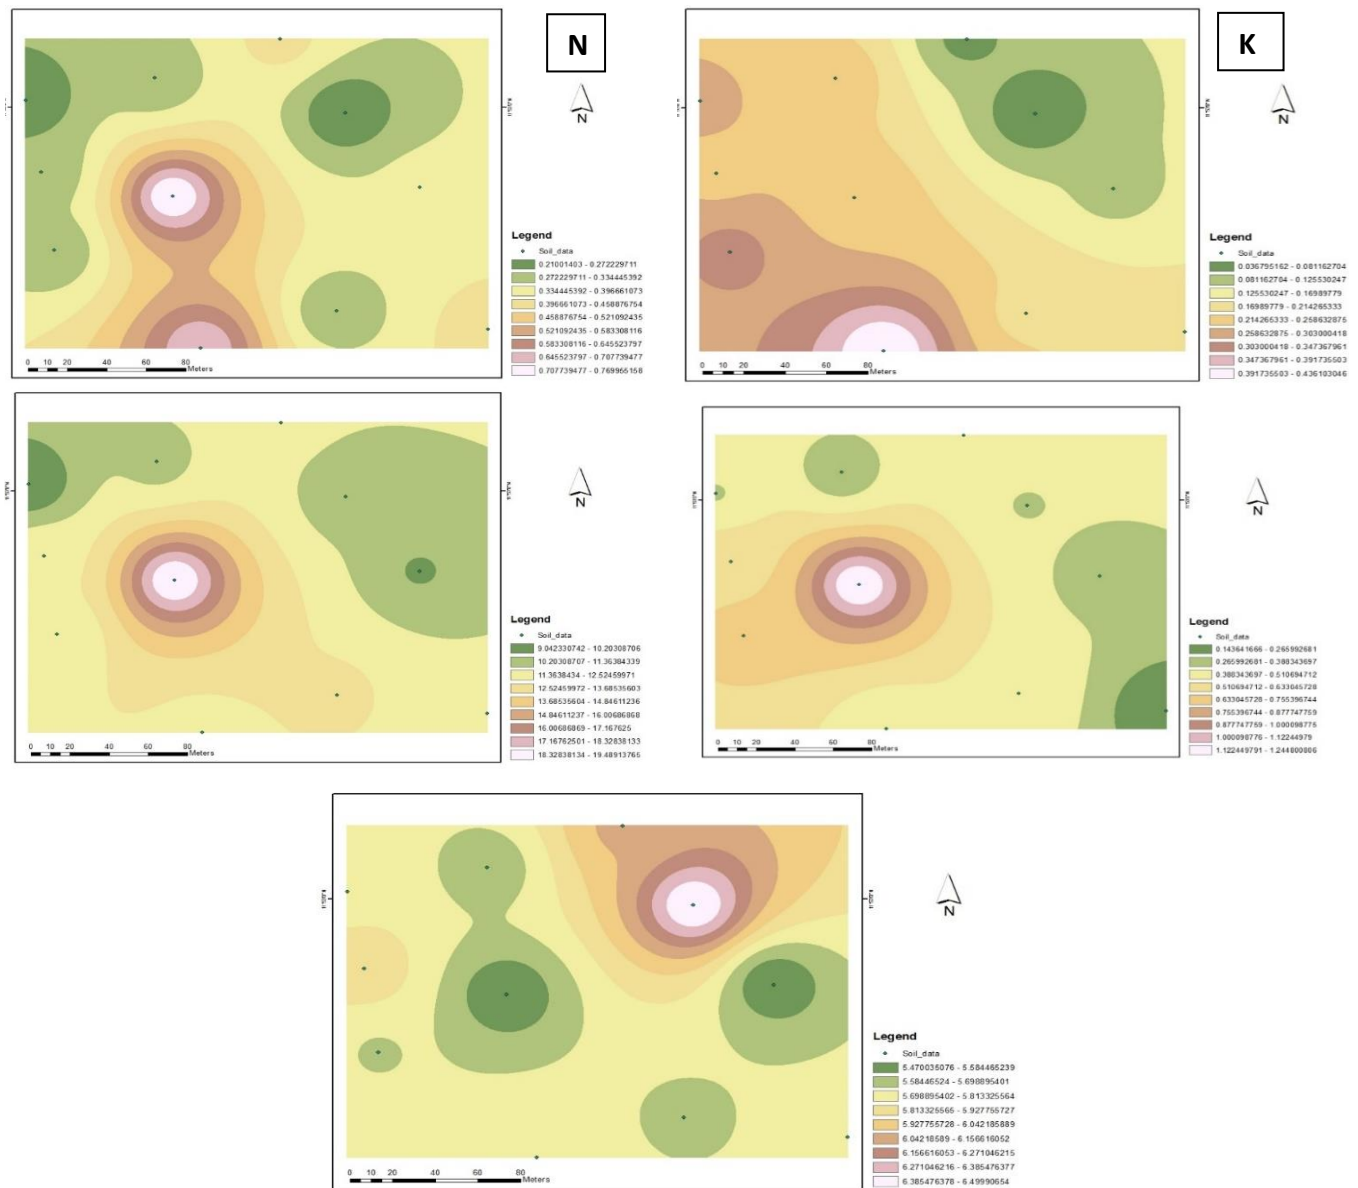 N
N
Legend
Soil_data
0.21001403 - 0.272229711
0.272229711 - 0.334445392
0.334445392 - 0.396661073
0.396661073 - 0.458876754
0.458876754 - 0.521092435
0.521092435 - 0.583308116
0.583308116 - 0.645523797
0.645523797 - 0.707739477
0.707739477 - 0.769955158
0 10 20 40 60 80
Meters
K
N
Legend
Soil_data
0.036795162 - 0.081162704
0.081162704 - 0.125530247
0.125530247 - 0.16989779
0.16989779 - 0.214265333
0.214265333 - 0.258632875
0.258632875 - 0.303000418
0.303000418 - 0.347367961
0.347367961 - 0.391735503
0.391735503 - 0.436103046
0 10 20 40 60 80
Meters
N
Legend
Soil_data
9.042330742 - 10.20308706
10.20308707 - 11.36384339
11.3638434 - 12.52459971
12.52459972 - 13.68535603
13.68535604 - 14.84611236
14.84611237 - 16.00686868
16.00686869 - 17.167625
17.16762501 - 18.32838133
18.32838134 - 19.48913765
0 10 20 40 60 80
Meters
N
Legend
Soil_data
0.143641666 - 0.265992681
0.265992681 - 0.388343697
0.388343697 - 0.510694712
0.510694712 - 0.633045728
0.633045728 - 0.755396744
0.755396744 - 0.877747759
0.877747759 - 1.000098775
1.000098776 - 1.12244979
1.122449791 - 1.244800806
0 10 20 40 60 80
Meters
N
Legend
Soil_data
5.470035076 - 5.584465239
5.58446524 - 5.698895401
5.698895402 - 5.813325564
5.813325565 - 5.927755727
5.927755728 - 6.042185889
6.04218589 - 6.156616052
6.156616053 - 6.271046215
6.271046216 - 6.385476377
6.385476378 - 6.49990654
0 10 20 40 60 80
Meters